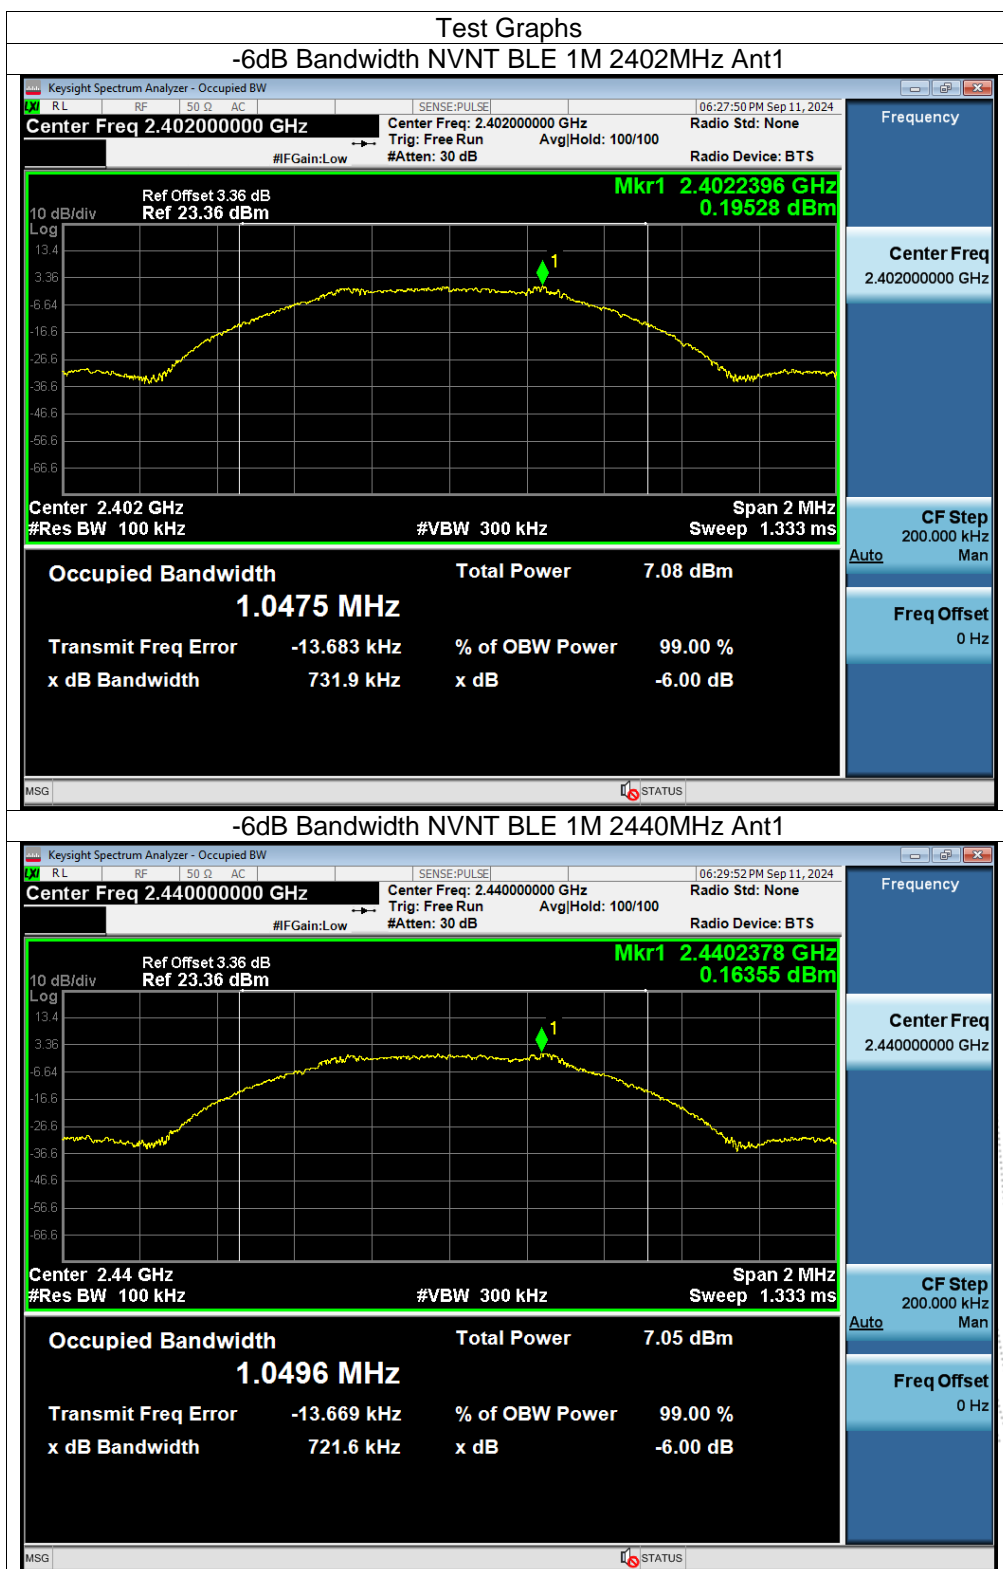 Test Graphs
-6dB Bandwidth NVNT BLE 1M 2402MHz Ant1
Keysight Spectrum Analyzer - Occupied BW
LXI RL RF 50 Ω AC SENSE:PULSE 06:27:50 PM Sep 11, 2024
Center Freq 2.402000000 GHz
Center Freq: 2.402000000 GHz
Radio Std: None
Trig: Free Run Avg|Hold: 100/100
#IFGain:Low
#Atten: 30 dB
Radio Device: BTS
Frequency
Mkr1 2.4022396 GHz
0.19528 dBm
Ref Offset 3.36 dB
10 dB/div Ref 23.36 dBm
Log
13.4
3.36
-6.64
-16.6
-26.6
-36.6
-46.6
-56.6
-66.6
1
Center 2.402 GHz Span 2 MHz
#Res BW 100 kHz #VBW 300 kHz Sweep 1.333 ms
Center Freq
2.402000000 GHz
CF Step
200.000 kHz
Auto Man
Freq Offset
0 Hz
Occupied Bandwidth Total Power 7.08 dBm
1.0475 MHz
Transmit Freq Error -13.683 kHz % of OBW Power 99.00 %
x dB Bandwidth 731.9 kHz x dB -6.00 dB
MSG STATUS
-6dB Bandwidth NVNT BLE 1M 2440MHz Ant1
Keysight Spectrum Analyzer - Occupied BW
LXI RL RF 50 Ω AC SENSE:PULSE 06:29:52 PM Sep 11, 2024
Center Freq 2.440000000 GHz
Center Freq: 2.440000000 GHz
Radio Std: None
Trig: Free Run Avg|Hold: 100/100
#IFGain:Low
#Atten: 30 dB
Radio Device: BTS
Frequency
Mkr1 2.4402378 GHz
0.16355 dBm
Ref Offset 3.36 dB
10 dB/div Ref 23.36 dBm
Log
13.4
3.36
-6.64
-16.6
-26.6
-36.6
-46.6
-56.6
-66.6
1
Center 2.44 GHz Span 2 MHz
#Res BW 100 kHz #VBW 300 kHz Sweep 1.333 ms
Center Freq
2.440000000 GHz
CF Step
200.000 kHz
Auto Man
Freq Offset
0 Hz
Occupied Bandwidth Total Power 7.05 dBm
1.0496 MHz
Transmit Freq Error -13.669 kHz % of OBW Power 99.00 %
x dB Bandwidth 721.6 kHz x dB -6.00 dB
MSG STATUS